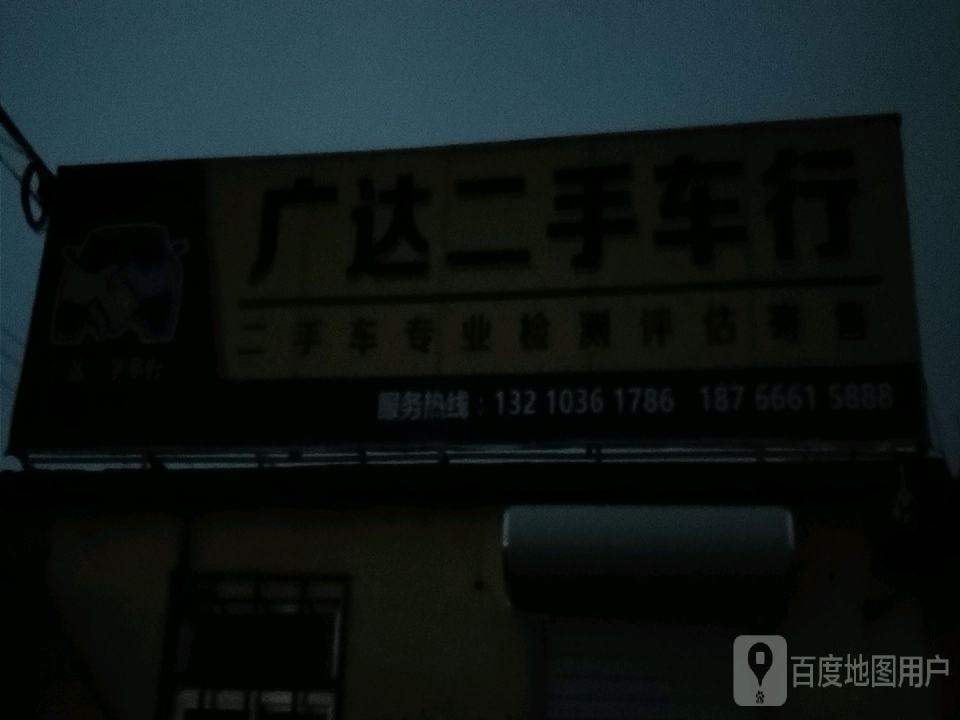 广达二手车行
二手车专业检测评估寄售
服务热线：132 1036 1786 187 6661 5888
百度地图用户